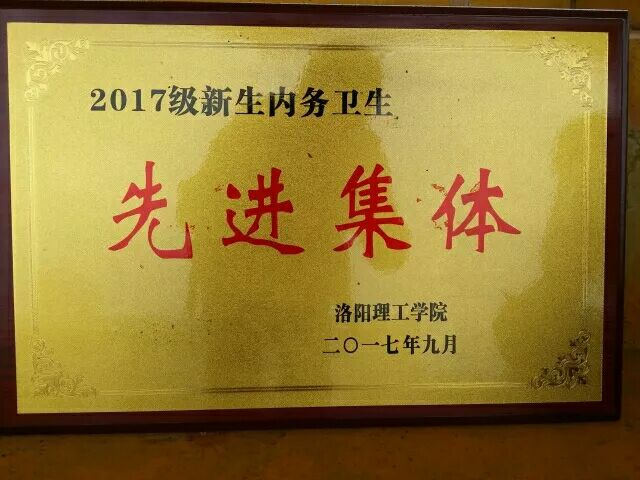 2017级新生内务卫生
先进集体
洛阳理工学院
二〇一七年九月